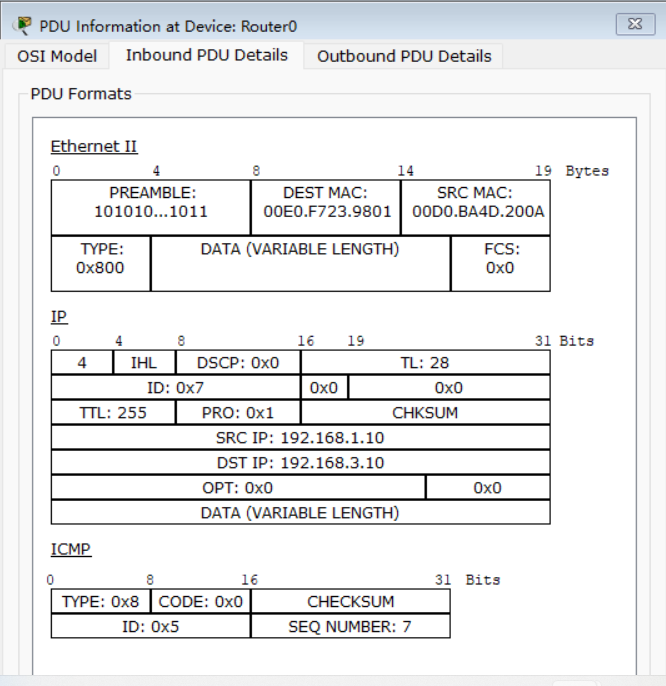 PDU Information at Device: Router0
OSI Model Inbound PDU Details Outbound PDU Details
PDU Formats
Ethernet II
0 4 8 14 19 Bytes
PREAMBLE: 101010...1011 DEST MAC: 00E0.F723.9801 SRC MAC: 00D0.BA4D.200A
TYPE: 0x800 DATA (VARIABLE LENGTH) FCS: 0x0
IP
0 4 8 16 19 31 Bits
4 IHL DSCP: 0x0 TL: 28
ID: 0x7 0x0 0x0
TTL: 255 PRO: 0x1 CHKSUM
SRC IP: 192.168.1.10
DST IP: 192.168.3.10
OPT: 0x0 0x0
DATA (VARIABLE LENGTH)
ICMP
0 8 16 31 Bits
TYPE: 0x8 CODE: 0x0 CHECKSUM
ID: 0x5 SEQ NUMBER: 7